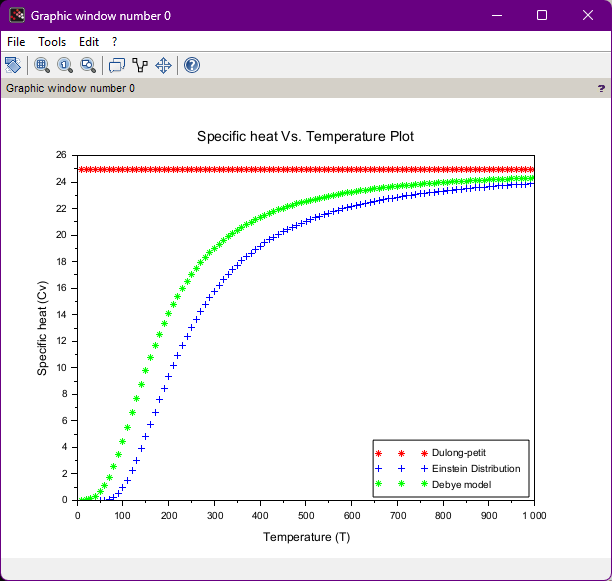 Graphic window number 0
File Tools Edit ?
Graphic window number 0 ?
Specific heat Vs. Temperature Plot
26
24
22
20
18
16
14
12
10
8
6
4
2
0
Specific heat (Cv)
Dulong-petit
Einstein Distribution
Debye model
0 100 200 300 400 500 600 700 800 900 1 000
Temperature (T)